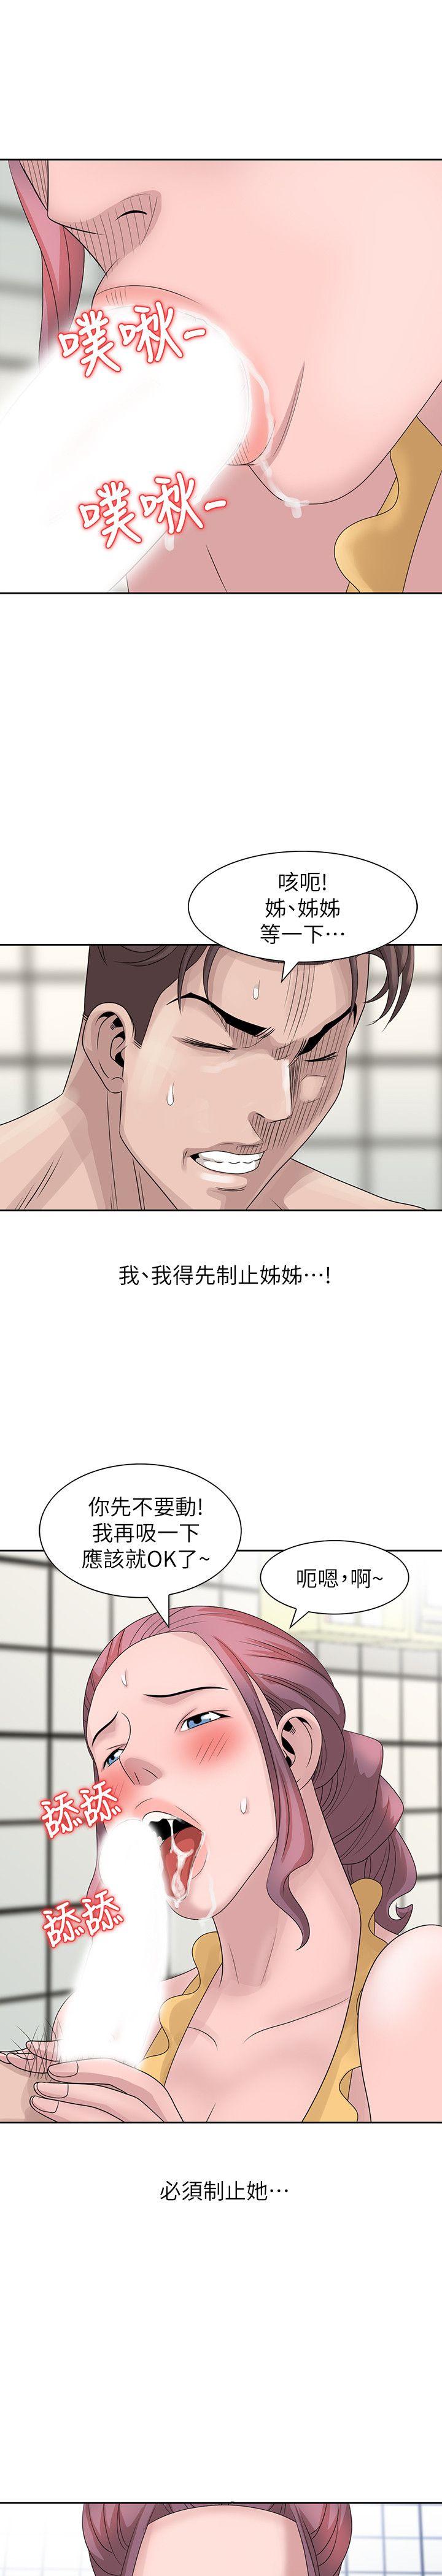 噗啾~
噗啾~
咳呃!
姊、姊姊
等一下⋯
我、我得先制止姊姊⋯!
你先不要動!
我再吸一下
應該就OK了~
呃嗯，啊~
舔舔
舔舔
必須制止她⋯